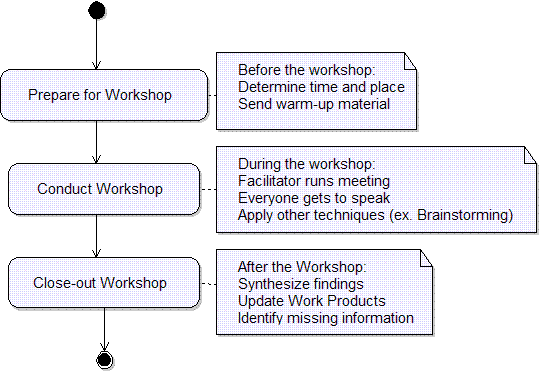 Prepare for Workshop
Before the workshop:
Determine time and place
Send warm-up material
Conduct Workshop
During the workshop:
Facilitator runs meeting
Everyone gets to speak
Apply other techniques (ex. Brainstorming)
Close-out Workshop
After the Workshop:
Synthesize findings
Update Work Products
Identify missing information